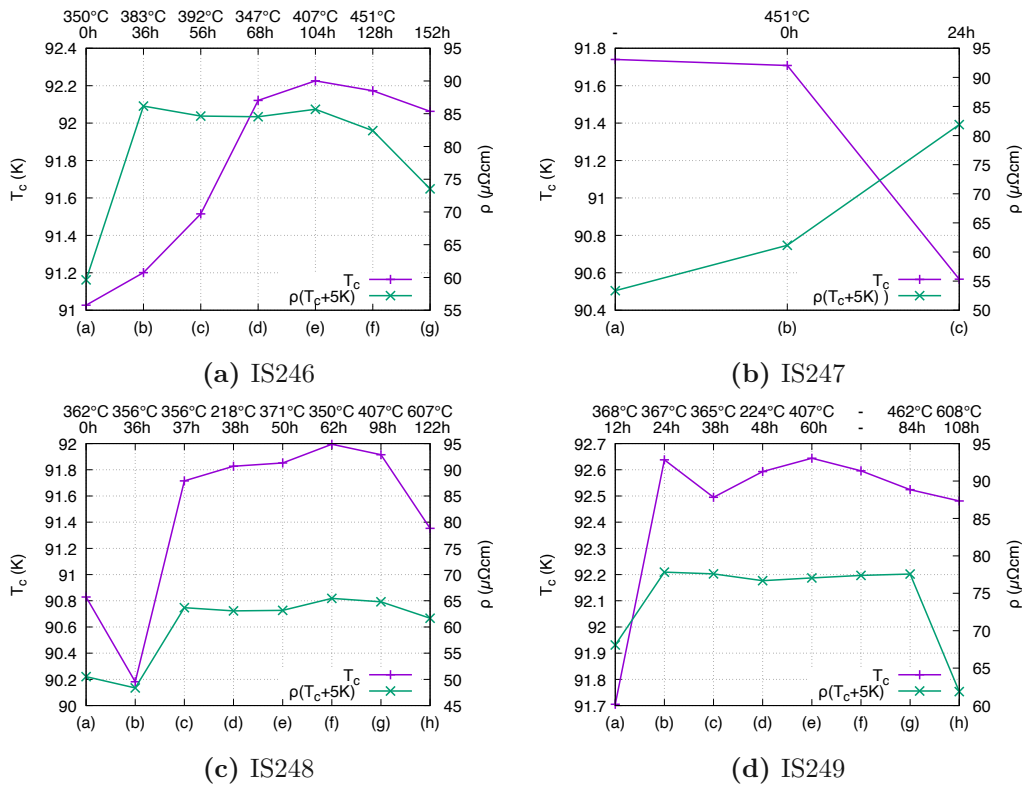 350°C 383°C 392°C 347°C 407°C 451°C
0h 36h 56h 68h 104h 128h 152h
92.4
92.2
92
91.8
91.6
91.4
91.2
91
T_c (K)
95
90
85
80
75
70
65
60
55
ρ (μΩcm)
T_c
ρ(T_c+5K)
(a) (b) (c) (d) (e) (f) (g)
(a) IS246
451°C
- 0h 24h
91.8
91.6
91.4
91.2
91
90.8
90.6
90.4
T_c (K)
95
90
85
80
75
70
65
60
55
50
ρ (μΩcm)
T_c
ρ(T_c+5K) )
(a) (b) (c)
(b) IS247
362°C 356°C 356°C 218°C 371°C 350°C 407°C 607°C
0h 36h 37h 38h 50h 62h 98h 122h
92
91.8
91.6
91.4
91.2
91
90.8
90.6
90.4
90.2
90
T_c (K)
95
90
85
80
75
70
65
60
55
50
45
ρ (μΩcm)
T_c
ρ(T_c+5K)
(a) (b) (c) (d) (e) (f) (g) (h)
(c) IS248
368°C 367°C 365°C 224°C 407°C - 462°C 608°C
12h 24h 38h 48h 60h - 84h 108h
92.7
92.6
92.5
92.4
92.3
92.2
92.1
92
91.9
91.8
91.7
T_c (K)
95
90
85
80
75
70
65
60
ρ (μΩcm)
T_c
ρ(T_c+5K)
(a) (b) (c) (d) (e) (f) (g) (h)
(d) IS249